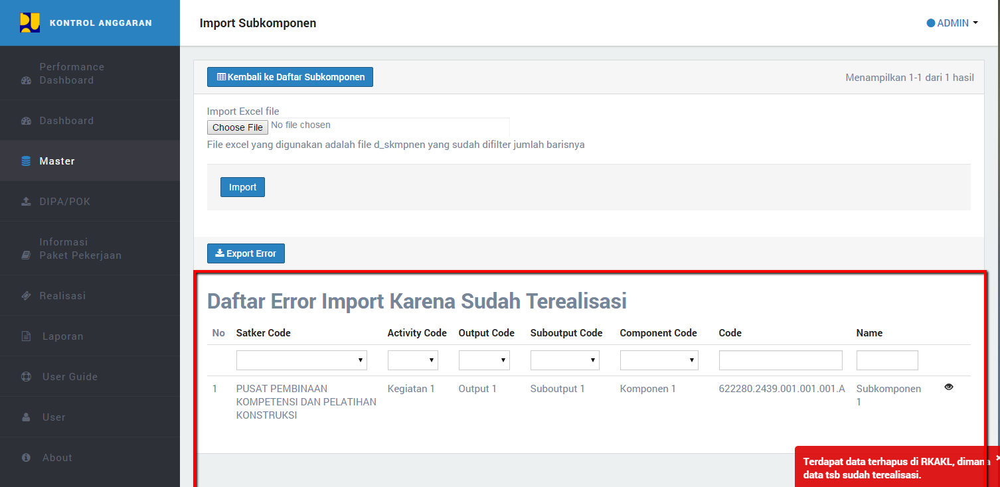 KONTROL ANGGARAN
Import Subkomponen
ADMIN
Performance
Dashboard
Dashboard
Master
DIPA/POK
Informasi
Paket Pekerjaan
Realisasi
Laporan
User Guide
User
About
Kembali ke Daftar Subkomponen
Menampilkan 1-1 dari 1 hasil
Import Excel file
Choose File No file chosen
File excel yang digunakan adalah file d_skmpnen yang sudah difilter jumlah barisnya
Import
Export Error
Daftar Error Import Karena Sudah Terealisasi
No Satker Code Activity Code Output Code Suboutput Code Component Code Code Name
1 PUSAT PEMBINAAN Kegiatan 1 Output 1 Suboutput 1 Komponen 1 622280.2439.001.001.001.A Subkomponen
KOMPETENSI DAN PELATIHAN 1
KONSTRUKSI
Terdapat data terhapus di RKAKL, dimana
data tsb sudah terealisasi.